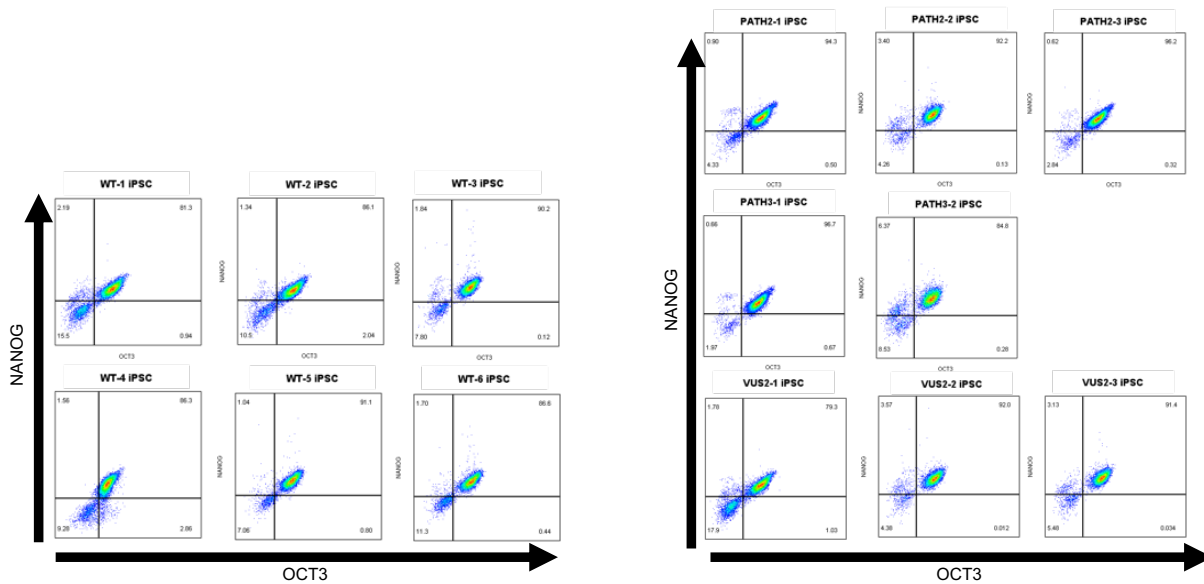 PATH2-1 iPSC
0.90 94.3
4.33 0.50
OCT3
PATH2-2 iPSC
3.40 92.2
NANOG
4.26 0.13
OCT3
PATH2-3 iPSC
0.62 96.2
NANOG
2.84 0.32
OCT3
WT-1 iPSC
2.19 81.3
15.5 0.94
OCT3
WT-2 iPSC
1.34 86.1
NANOG
10.5 2.04
OCT3
WT-3 iPSC
1.84 90.2
NANOG
7.80 0.12
PATH3-1 iPSC
0.66 96.7
1.97 0.67
OCT3
PATH3-2 iPSC
6.37 84.8
NANOG
8.53 0.28
OCT3
WT-4 iPSC
1.56 86.3
9.28 2.86
WT-5 iPSC
1.04 91.1
NANOG
7.06 0.80
WT-6 iPSC
1.70 86.6
NANOG
11.3 0.44
VUS2-1 iPSC
1.78 79.3
17.9 1.03
VUS2-2 iPSC
3.57 92.0
NANOG
4.38 0.012
VUS2-3 iPSC
3.13 91.4
NANOG
5.48 0.034
NANOG
OCT3
NANOG
OCT3